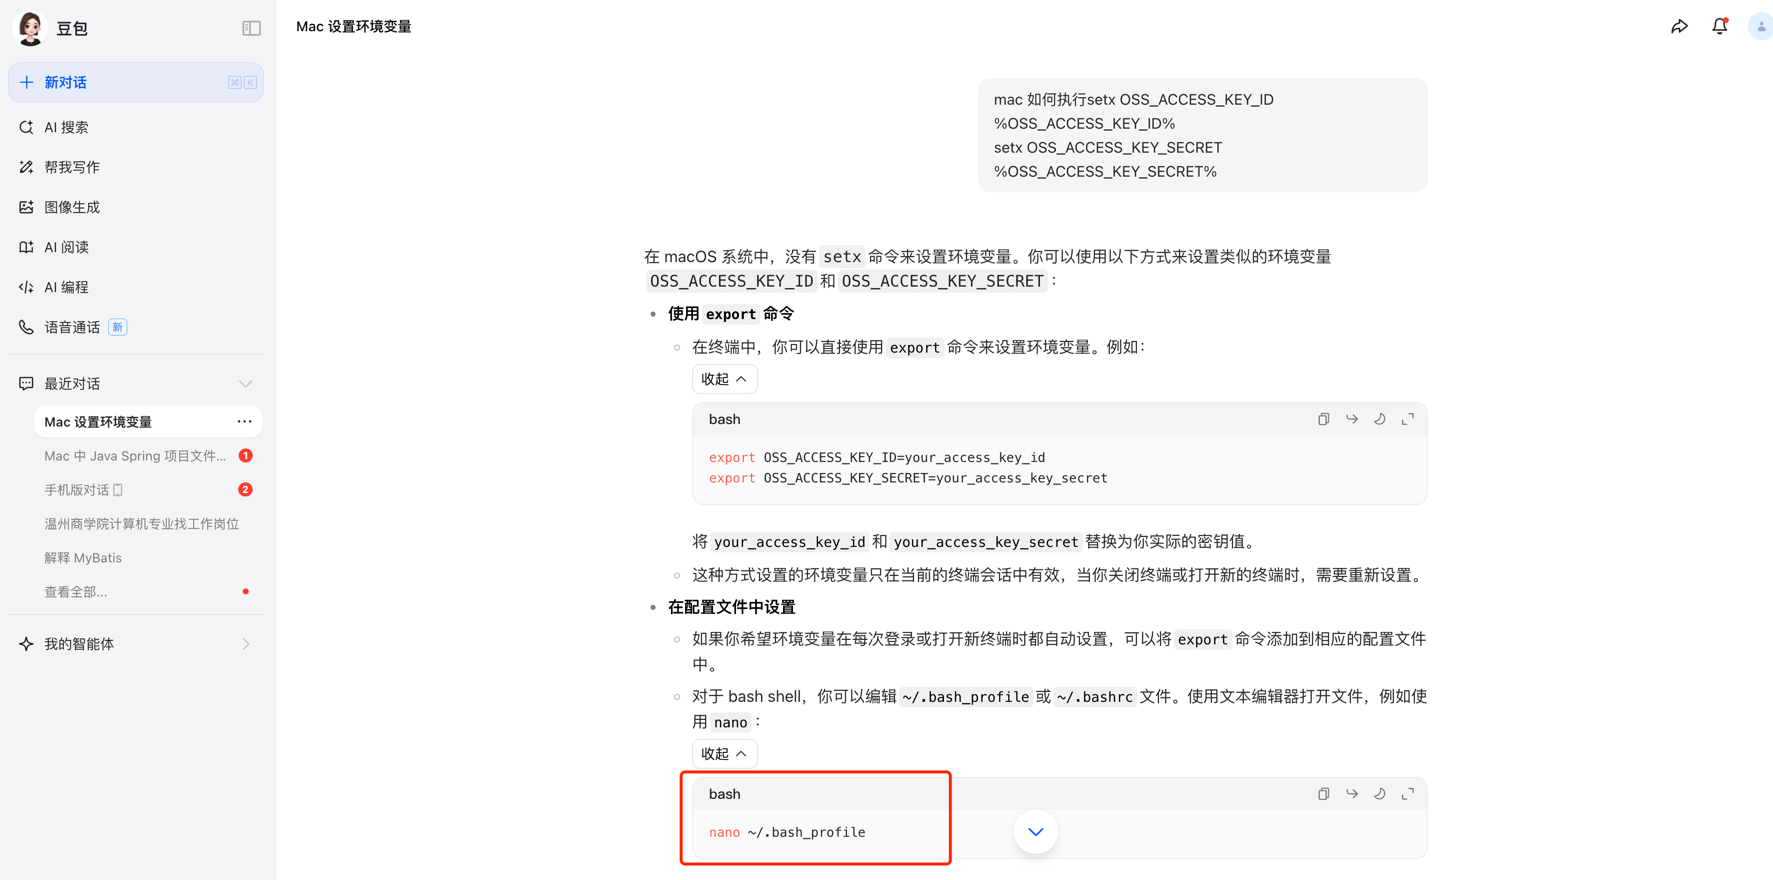 豆包
Mac 设置环境变量
新对话
⌘ K
AI 搜索
帮我写作
图像生成
AI 阅读
AI 编程
语音通话 新
最近对话
Mac 设置环境变量 ...
Mac 中 Java Spring 项目文件... 1
手机版对话 2
温州商学院计算机专业找工作岗位
解释 MyBatis
查看全部...
我的智能体
mac 如何执行setx OSS_ACCESS_KEY_ID
%OSS_ACCESS_KEY_ID%
setx OSS_ACCESS_KEY_SECRET
%OSS_ACCESS_KEY_SECRET%
在 macOS 系统中，没有 setx 命令来设置环境变量。你可以使用以下方式来设置类似的环境变量
OSS_ACCESS_KEY_ID 和 OSS_ACCESS_KEY_SECRET：
• 使用 export 命令
◦ 在终端中，你可以直接使用 export 命令来设置环境变量。例如：
收起
bash
export OSS_ACCESS_KEY_ID=your_access_key_id
export OSS_ACCESS_KEY_SECRET=your_access_key_secret
将 your_access_key_id 和 your_access_key_secret 替换为你实际的密钥值。
◦ 这种方式设置的环境变量只在当前的终端会话中有效，当你关闭终端或打开新的终端时，需要重新设置。
• 在配置文件中设置
◦ 如果你希望环境变量在每次登录或打开新终端时都自动设置，可以将 export 命令添加到相应的配置文件
中。
◦ 对于 bash shell，你可以编辑 ~/.bash_profile 或 ~/.bashrc 文件。使用文本编辑器打开文件，例如使
用 nano：
收起
bash
nano ~/.bash_profile